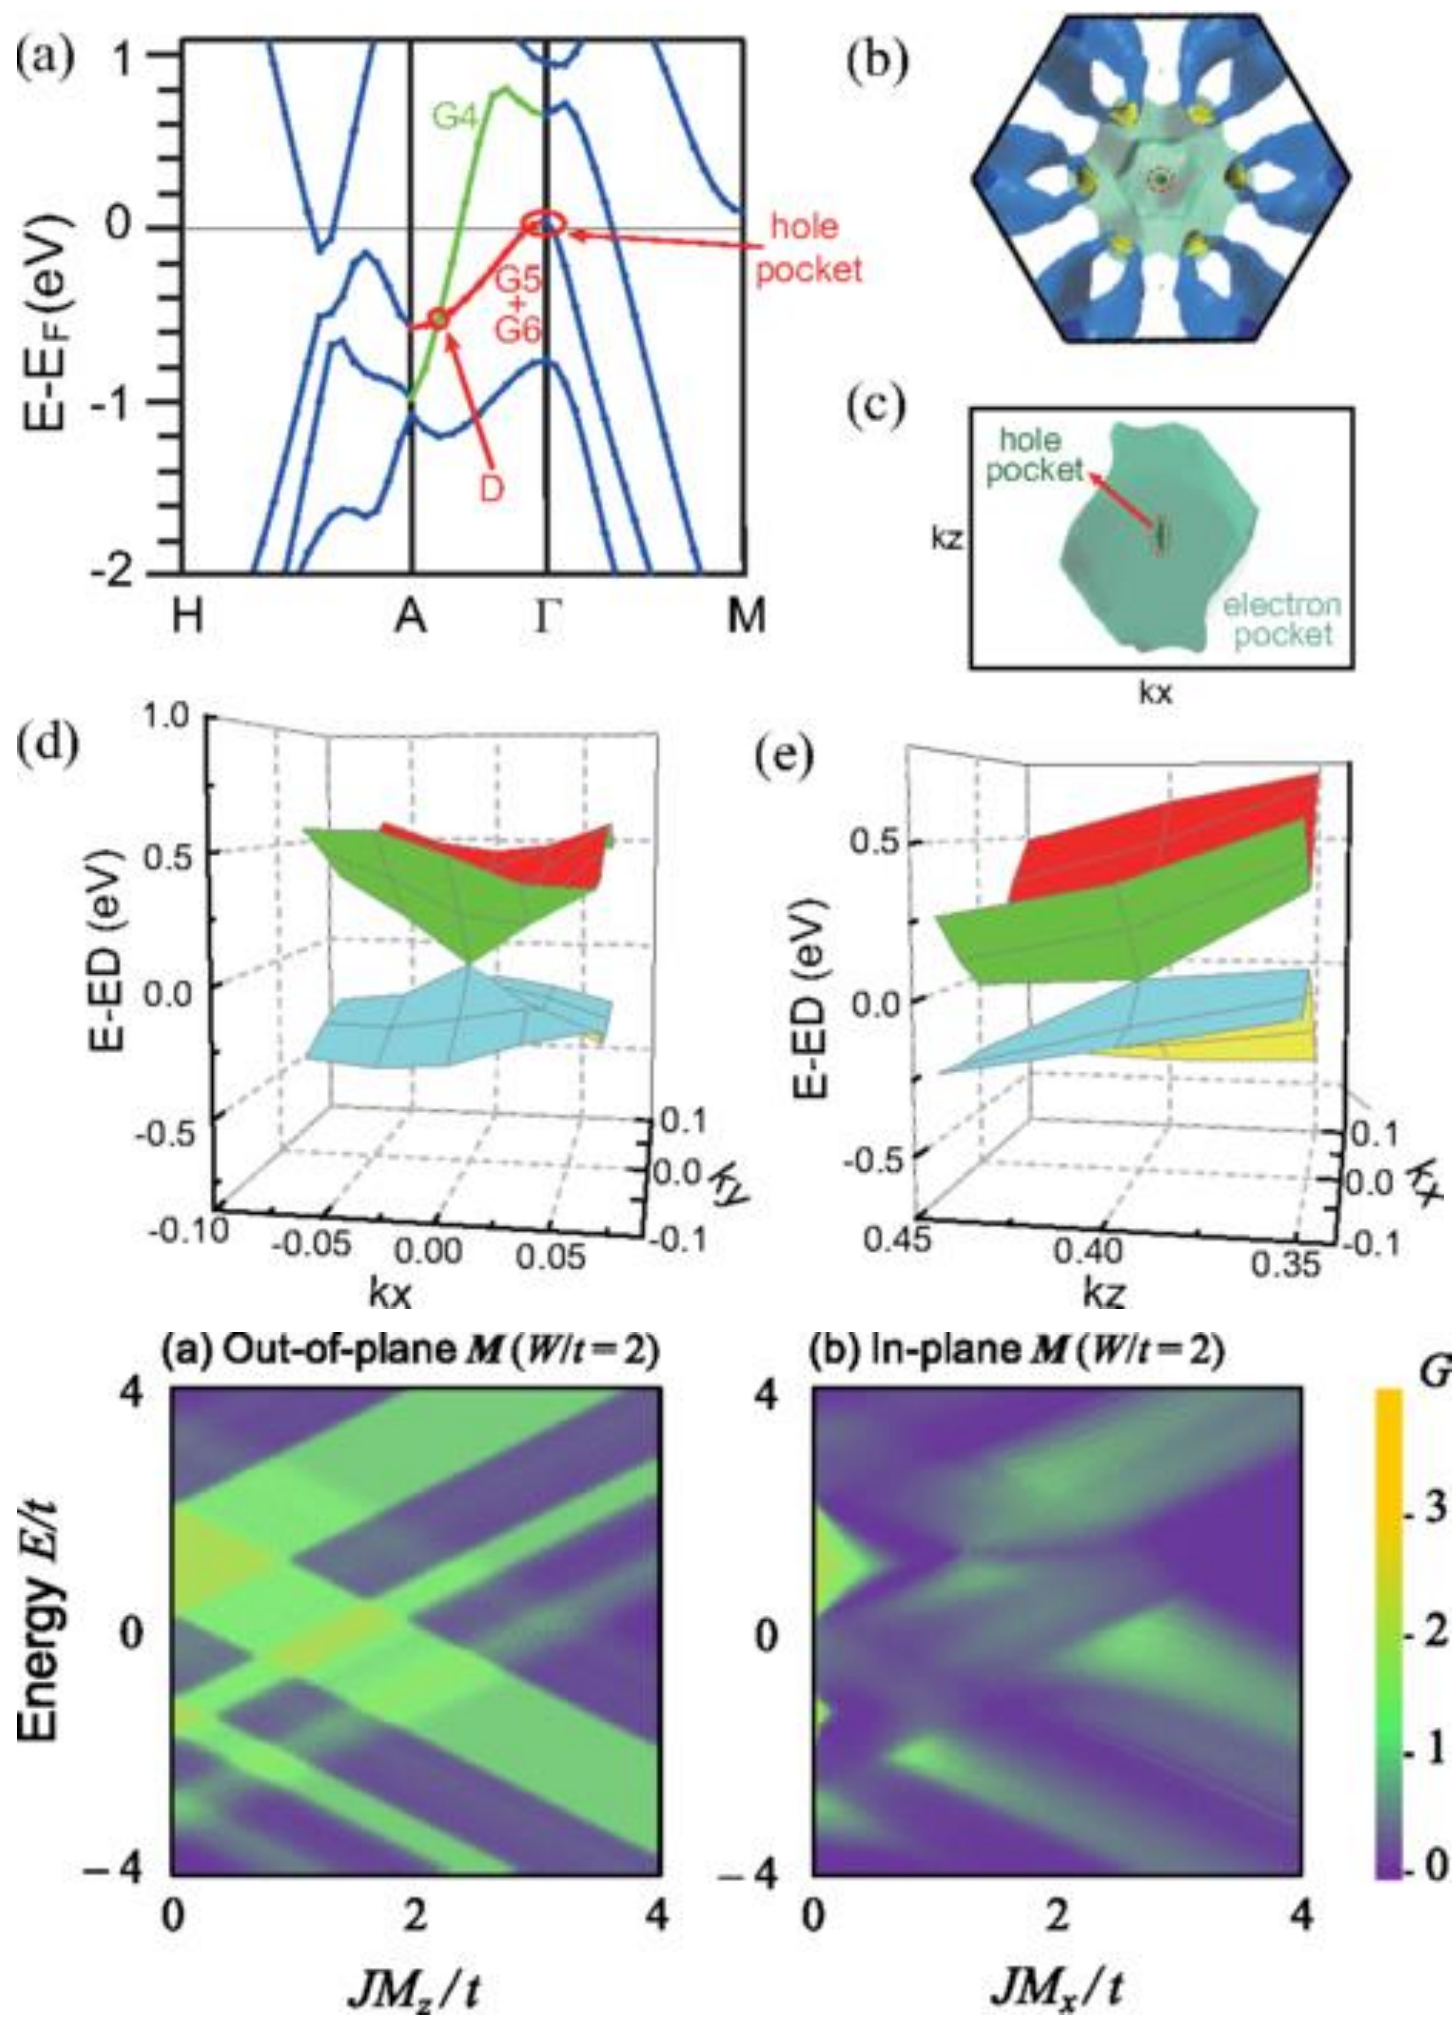 (a)
1
0
-1
-2
E-EF(eV)
G4
G5
+
G6
D
hole
pocket
H
A
Γ
M
(b)
(c)
hole
pocket
kz
electron
pocket
kx
(d)
1.0
0.5
0.0
-0.5
E-ED (eV)
-0.10
-0.05
0.00
0.05
kx
0.1
0.0
-0.1
ky
(e)
0.5
0.0
-0.5
E-ED (eV)
0.45
0.40
0.35
kz
0.1
0.0
-0.1
kx
(a) Out-of-plane M (W/t = 2)
4
0
−4
Energy E/t
0
2
4
JMz/t
(b) In-plane M (W/t = 2)
4
0
−4
0
2
4
JMx/t
G
3
2
1
0